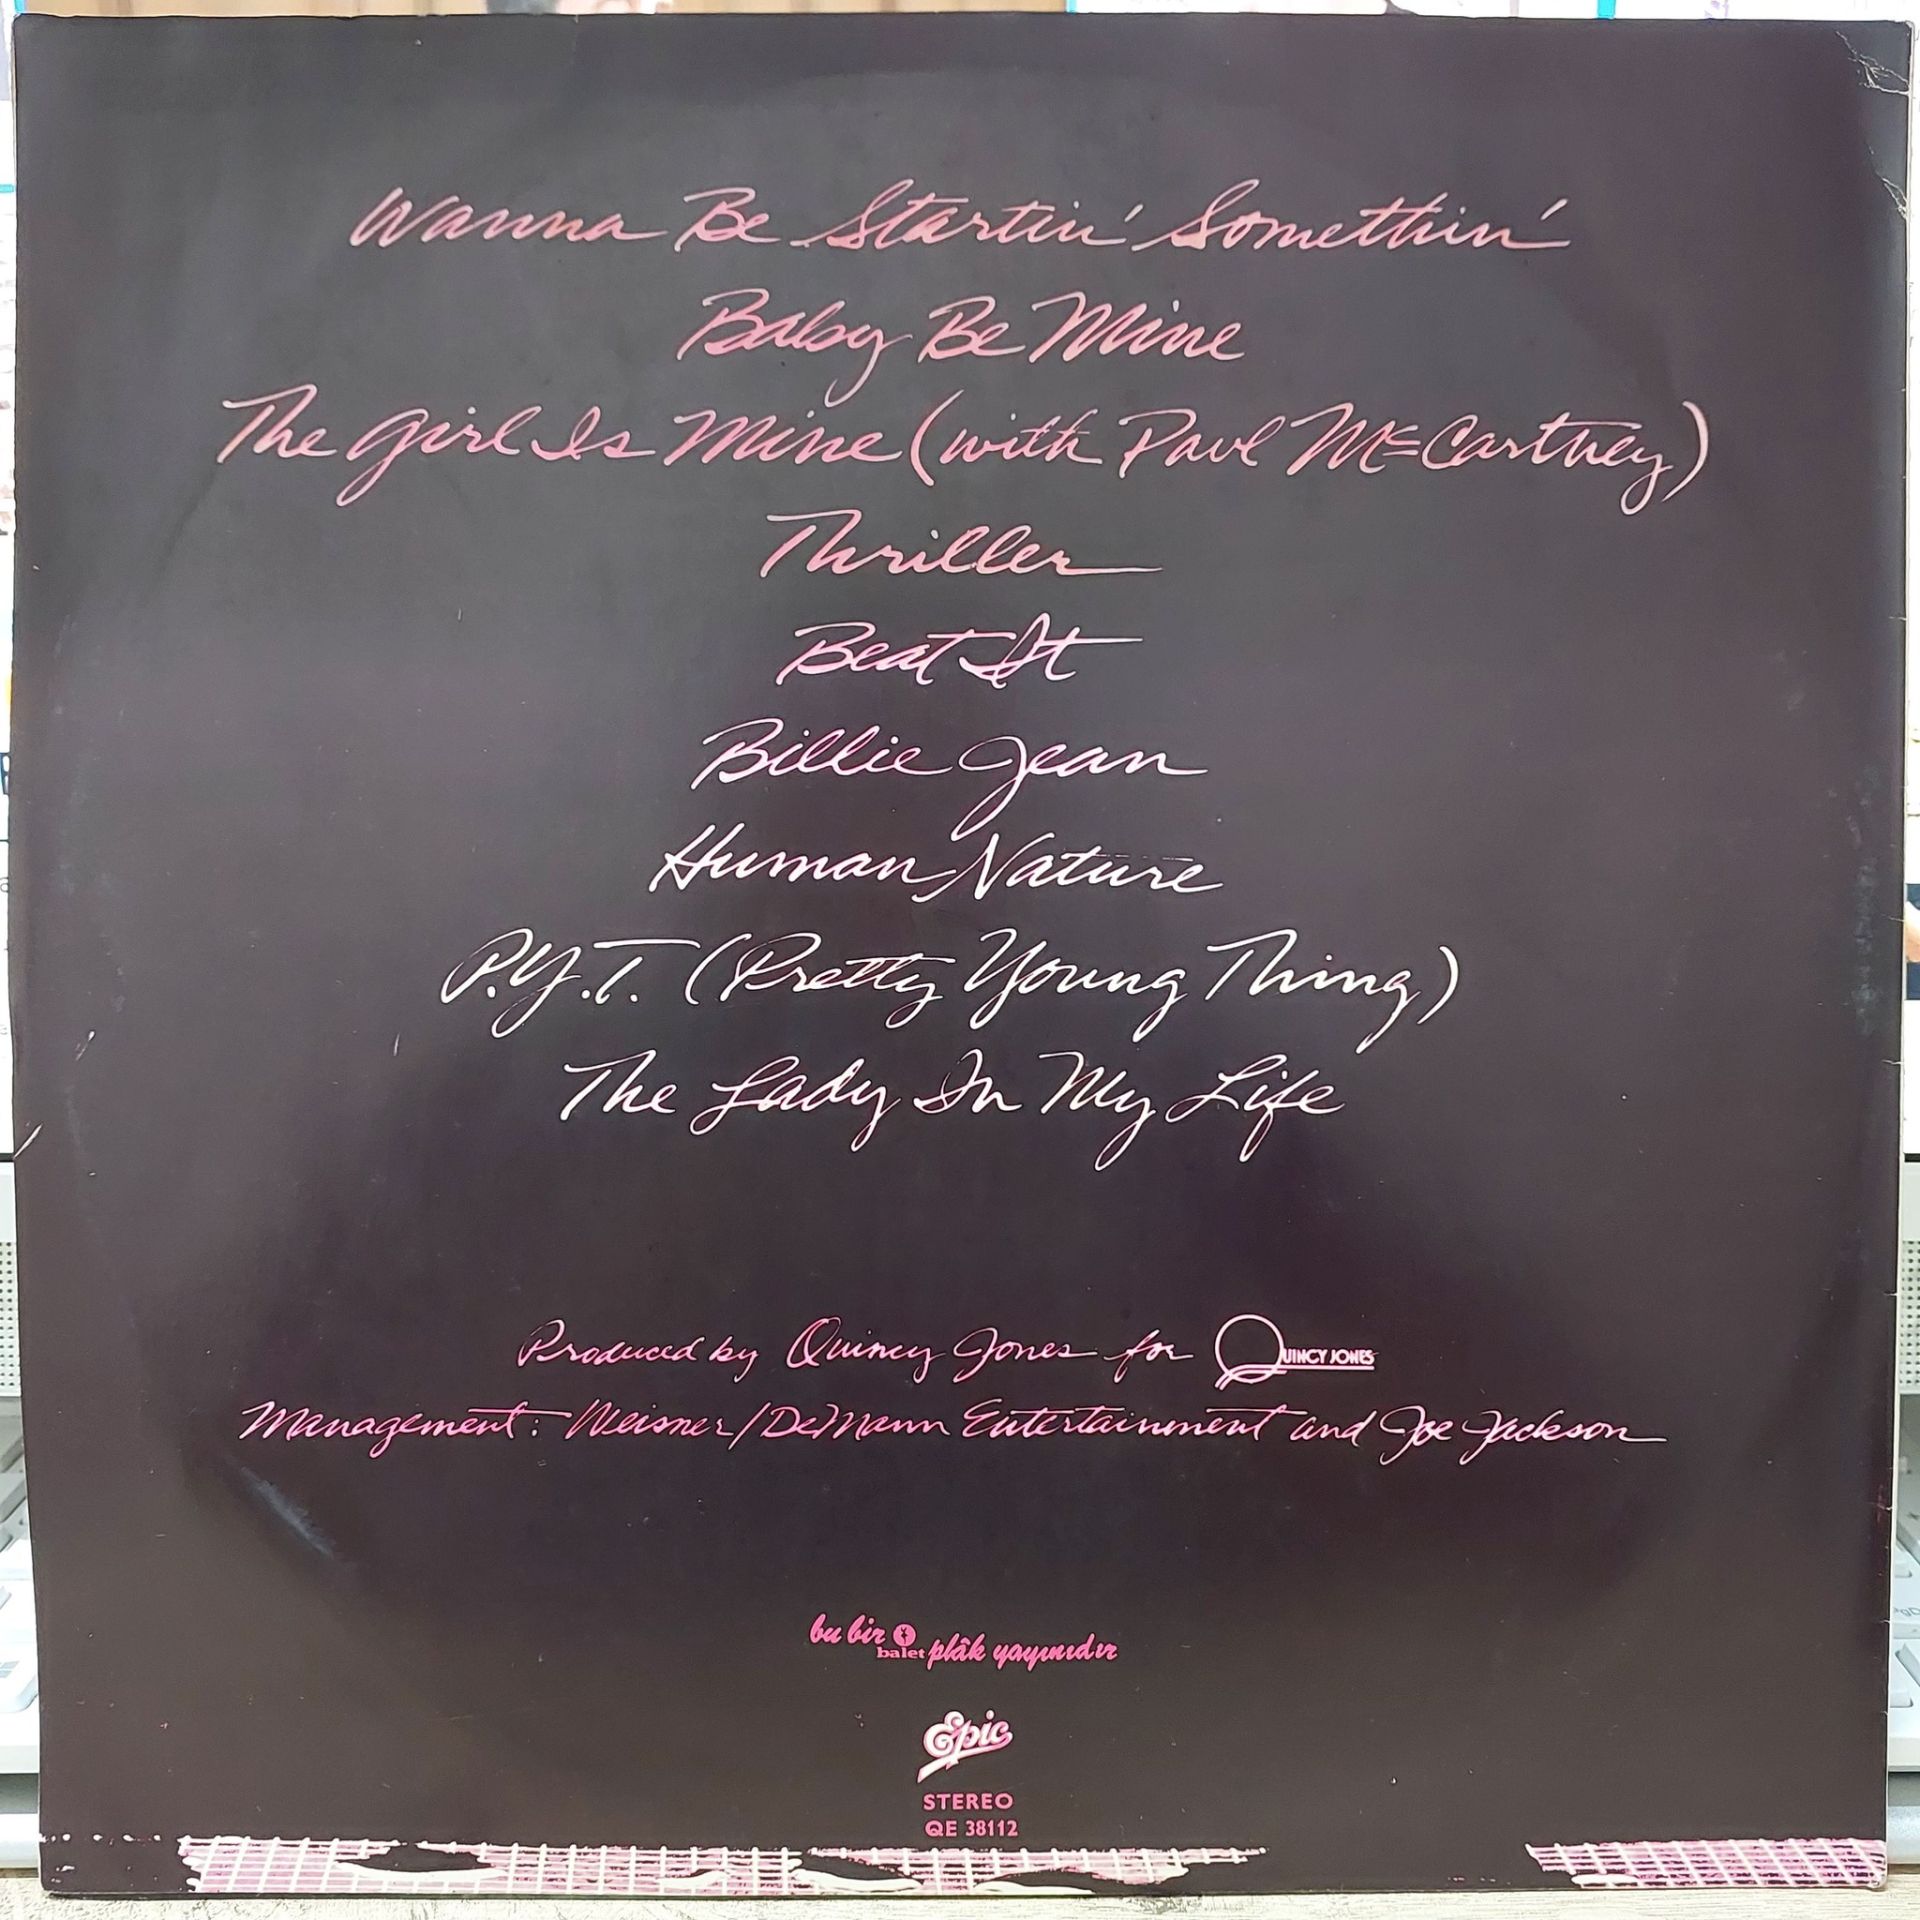 Wanna Be Startin' Somethin'
Baby Be Mine
The Girl Is Mine (with Paul McCartney)
Thriller
Beat It
Billie Jean
Human Nature
P.Y.T. (Pretty Young Thing)
The Lady In My Life
Produced by Quincy Jones for QUINCY JONES
Management: Weisner/DeMann Entertainment and Joe Jackson
bu bir balet plâk yayınıdır
Epic
STEREO
QE 38112